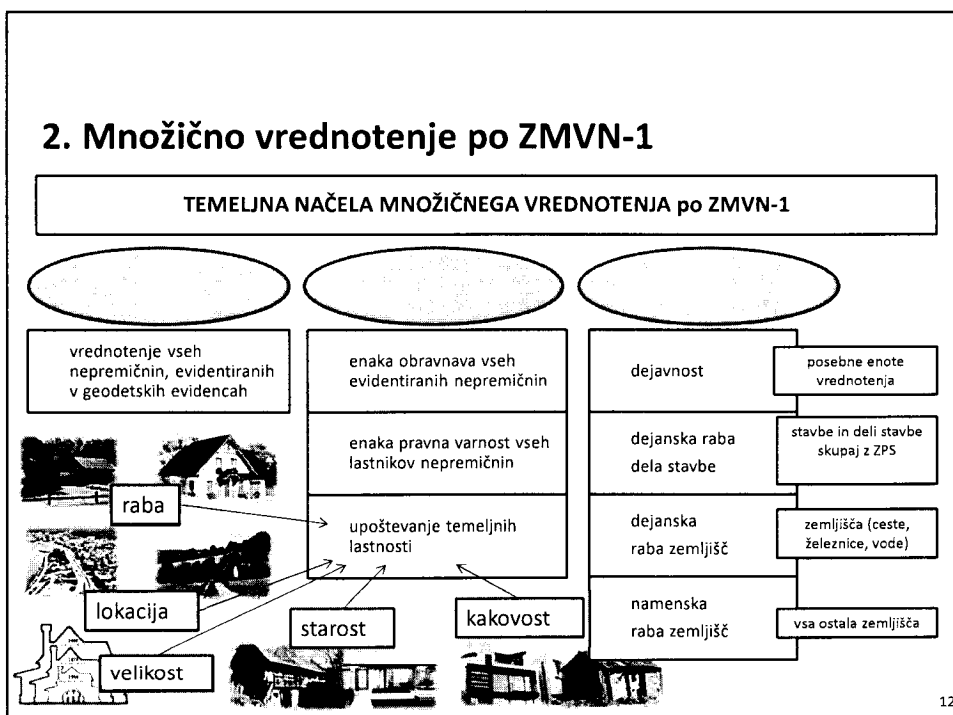 2. Množično vrednotenje po ZMVN-1
TEMELJNA NAČELA MNOŽIČNEGA VREDNOTENJA po ZMVN-1
vrednotenje vseh
nepremičnin, evidentiranih
v geodetskih evidencah
enaka obravnava vseh
evidentiranih nepremičnin
enaka pravna varnost vseh
lastnikov nepremičnin
upoštevanje temeljnih
lastnosti
raba
lokacija
velikost
starost
kakovost
dejavnost
posebne enote
vrednotenja
dejanska raba
dela stavbe
stavbe in deli stavbe
skupaj z ZPS
dejanska
raba zemljišč
zemljišča (ceste,
železnice, vode)
namenska
raba zemljišč
vsa ostala zemljišča
12